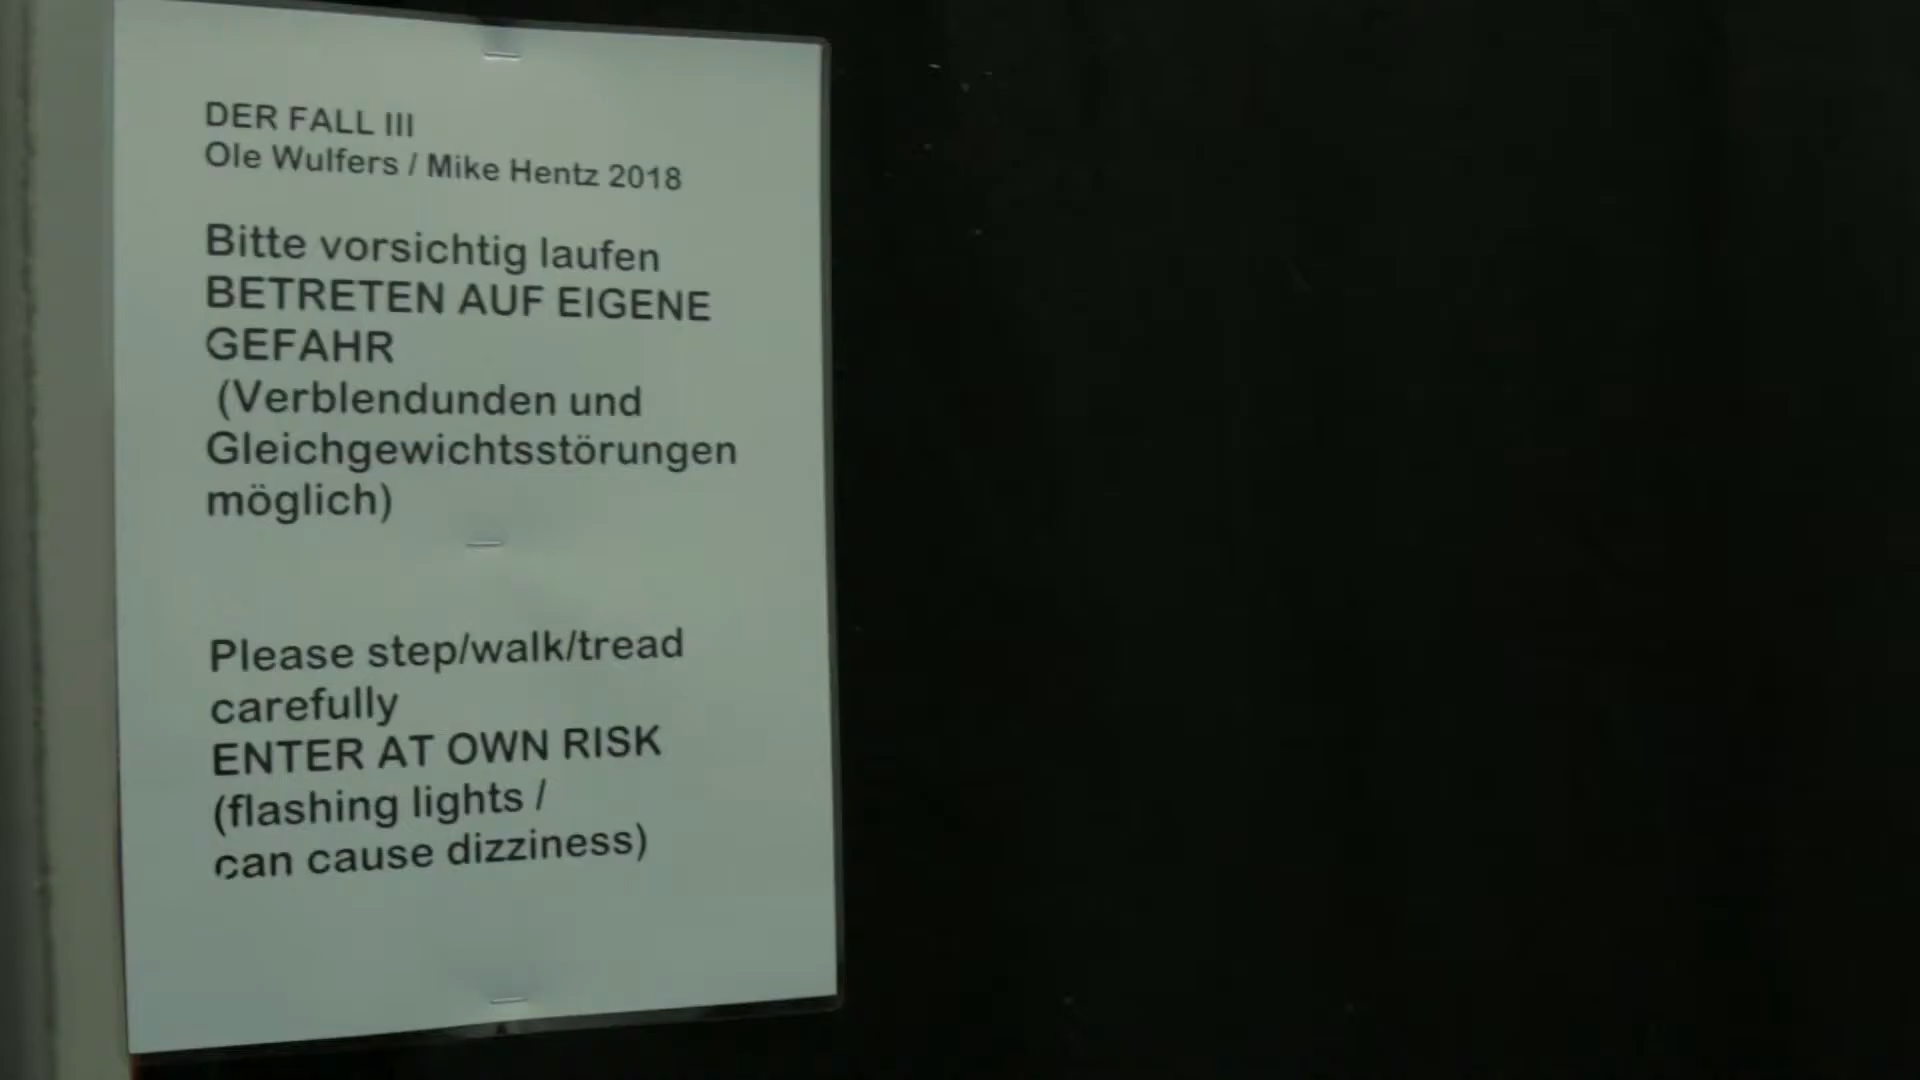 DER FALL III
Ole Wulfers / Mike Hentz 2018
Bitte vorsichtig laufen
BETRETEN AUF EIGENE
GEFAHR
(Verblendunden und
Gleichgewichtsstörungen
möglich)
Please step/walk/tread
carefully
ENTER AT OWN RISK
(flashing lights /
can cause dizziness)